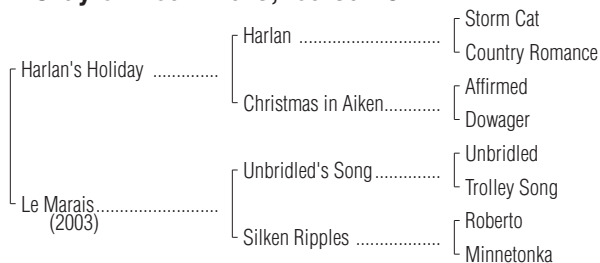 Storm Cat
Harlan ..............................
Country Romance
Harlan's Holiday ..............
Affirmed
Christmas in Aiken............
Dowager
Unbridled
Unbridled's Song..............
Trolley Song
Le Marais..........................
(2003)
Roberto
Silken Ripples ..................
Minnetonka